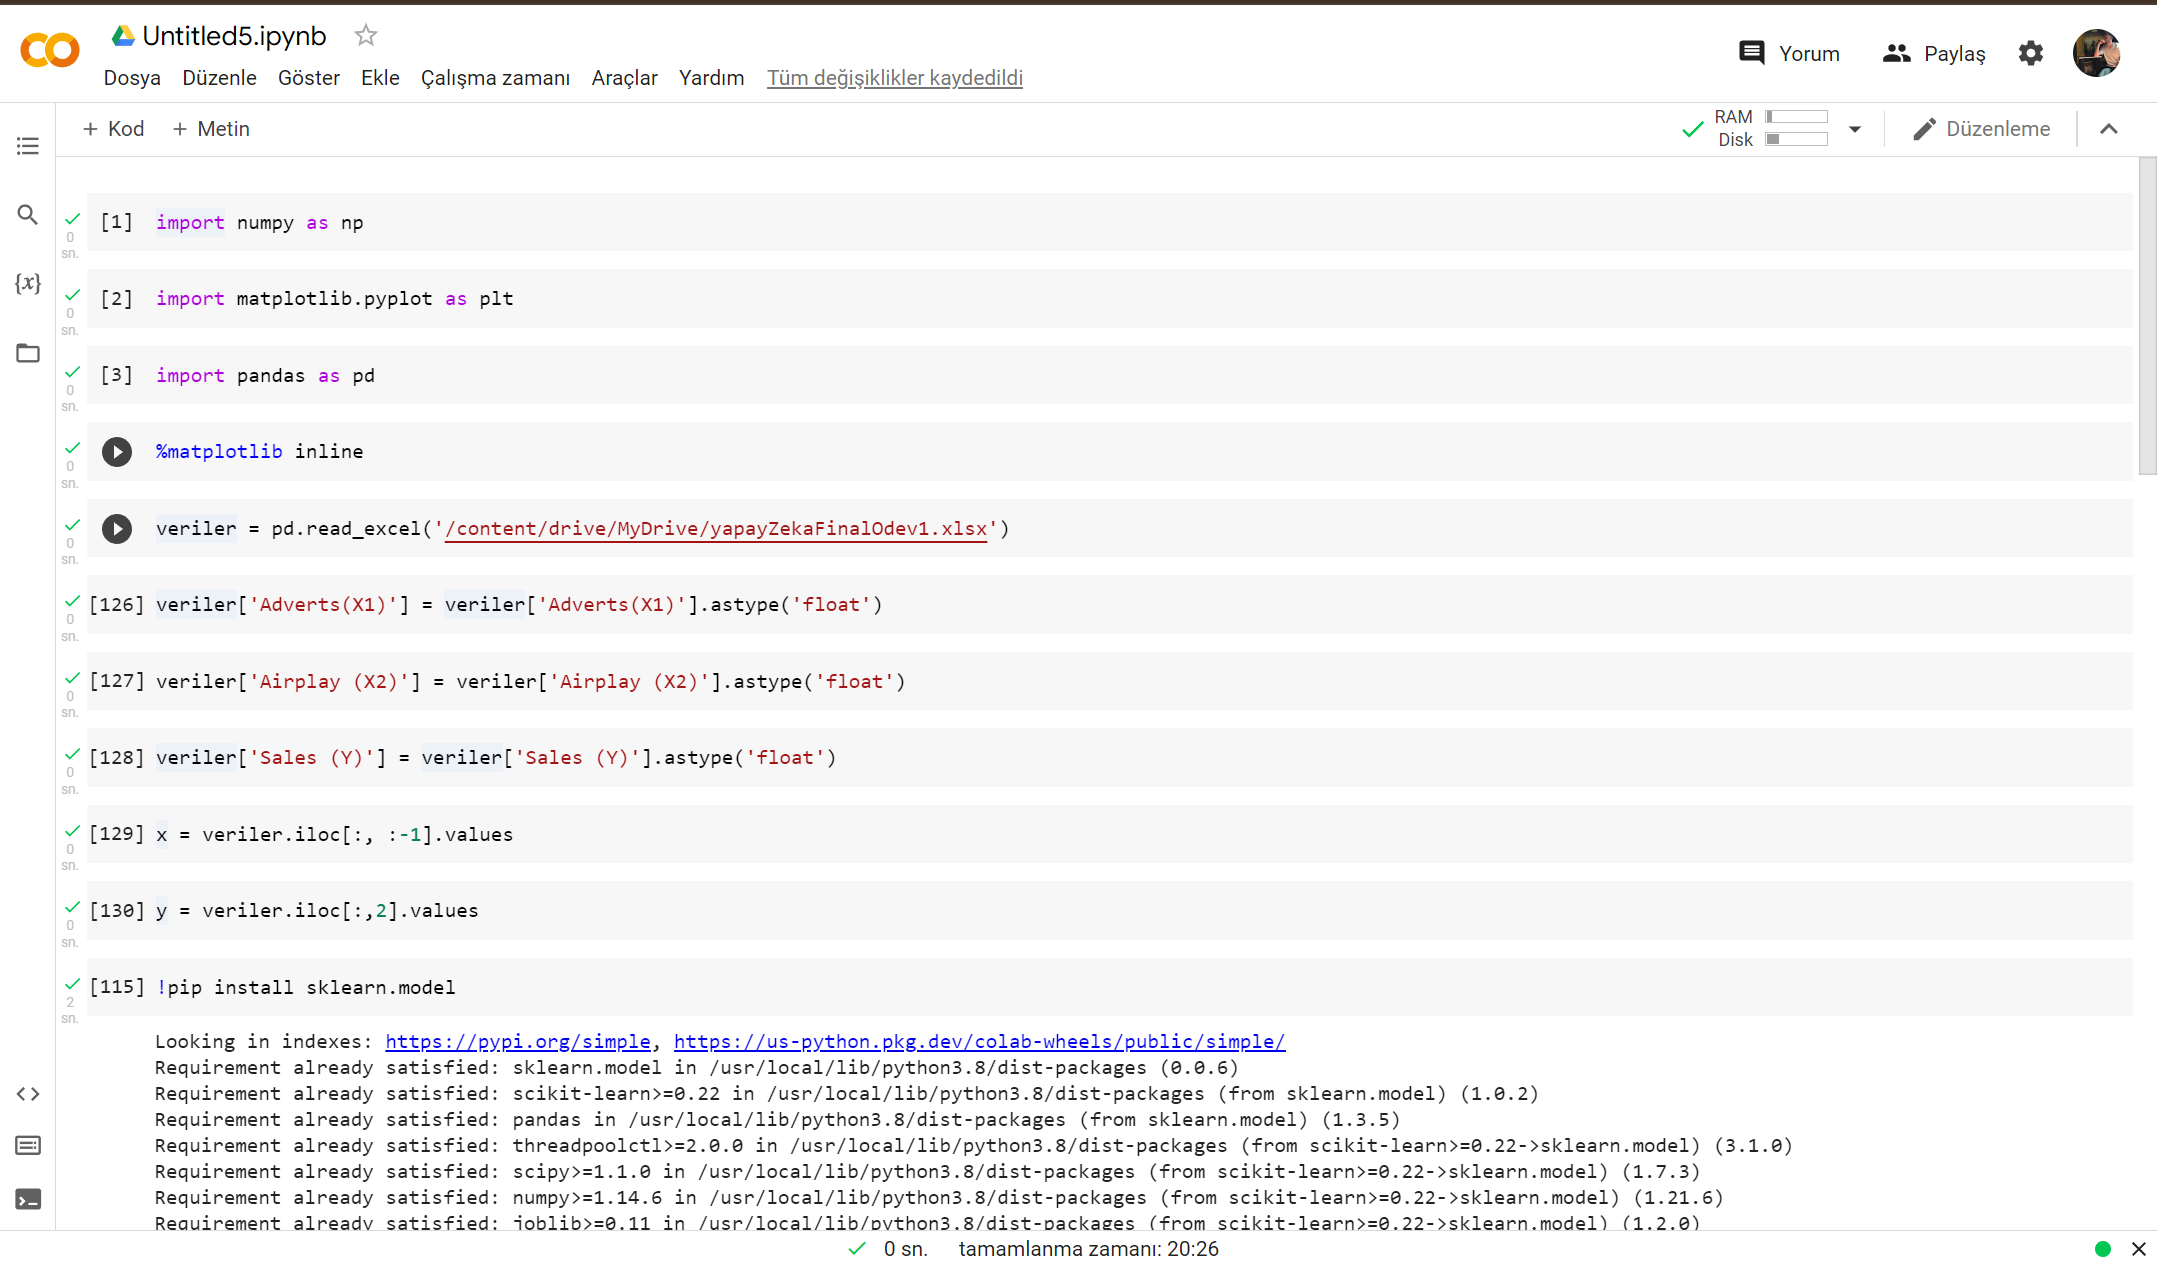 Untitled5.ipynb
Dosya Düzenle Göster Ekle Çalışma zamanı Araçlar Yardım Tüm değişiklikler kaydedildi
Yorum Paylaş
+ Kod + Metin
RAM
Disk
Düzenleme
[1] import numpy as np
0
sn.
[2] import matplotlib.pyplot as plt
0
sn.
[3] import pandas as pd
0
sn.
%matplotlib inline
0
sn.
veriler = pd.read_excel('/content/drive/MyDrive/yapayZekaFinalOdev1.xlsx')
0
sn.
[126] veriler['Adverts(X1)'] = veriler['Adverts(X1)'].astype('float')
0
sn.
[127] veriler['Airplay (X2)'] = veriler['Airplay (X2)'].astype('float')
0
sn.
[128] veriler['Sales (Y)'] = veriler['Sales (Y)'].astype('float')
0
sn.
[129] x = veriler.iloc[:, :-1].values
0
sn.
[130] y = veriler.iloc[:,2].values
0
sn.
[115] !pip install sklearn.model
2
sn.
Looking in indexes: https://pypi.org/simple, https://us-python.pkg.dev/colab-wheels/public/simple/
Requirement already satisfied: sklearn.model in /usr/local/lib/python3.8/dist-packages (0.0.6)
Requirement already satisfied: scikit-learn>=0.22 in /usr/local/lib/python3.8/dist-packages (from sklearn.model) (1.0.2)
Requirement already satisfied: pandas in /usr/local/lib/python3.8/dist-packages (from sklearn.model) (1.3.5)
Requirement already satisfied: threadpoolctl>=2.0.0 in /usr/local/lib/python3.8/dist-packages (from scikit-learn>=0.22->sklearn.model) (3.1.0)
Requirement already satisfied: scipy>=1.1.0 in /usr/local/lib/python3.8/dist-packages (from scikit-learn>=0.22->sklearn.model) (1.7.3)
Requirement already satisfied: numpy>=1.14.6 in /usr/local/lib/python3.8/dist-packages (from scikit-learn>=0.22->sklearn.model) (1.21.6)
Requirement already satisfied: joblib>=0.11 in /usr/local/lib/python3.8/dist-packages (from scikit-learn>=0.22->sklearn.model) (1.2.0)
0 sn. tamamlanma zamanı: 20:26